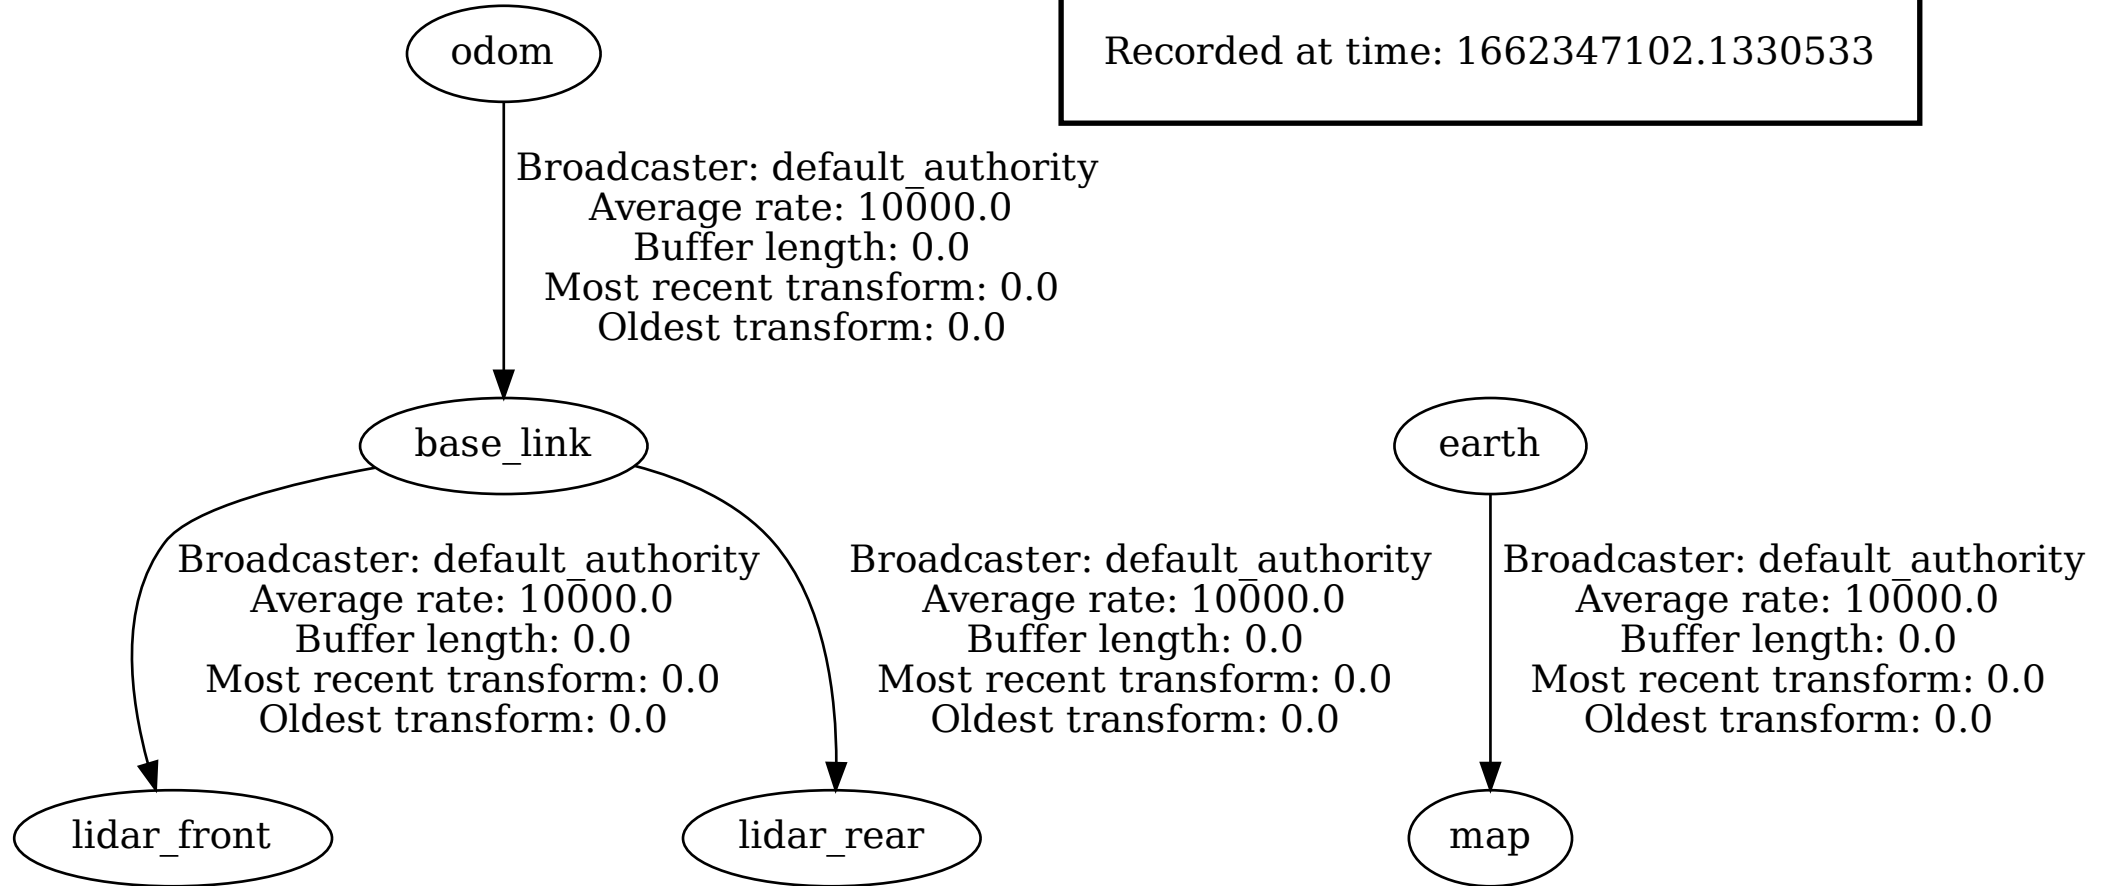 odom
Recorded at time: 1662347102.1330533
Broadcaster: default_authority
Average rate: 10000.0
Buffer length: 0.0
Most recent transform: 0.0
Oldest transform: 0.0
base_link
earth
Broadcaster: default_authority
Average rate: 10000.0
Buffer length: 0.0
Most recent transform: 0.0
Oldest transform: 0.0
Broadcaster: default_authority
Average rate: 10000.0
Buffer length: 0.0
Most recent transform: 0.0
Oldest transform: 0.0
Broadcaster: default_authority
Average rate: 10000.0
Buffer length: 0.0
Most recent transform: 0.0
Oldest transform: 0.0
lidar_front
lidar_rear
map